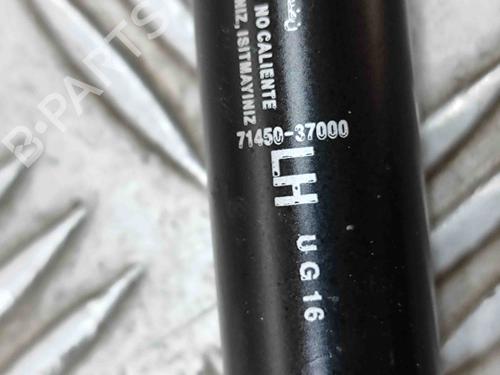 NO CALIENTE
NIZ, ISITMAYINIZ
71450-37000
LH
UG16
B-PARTS